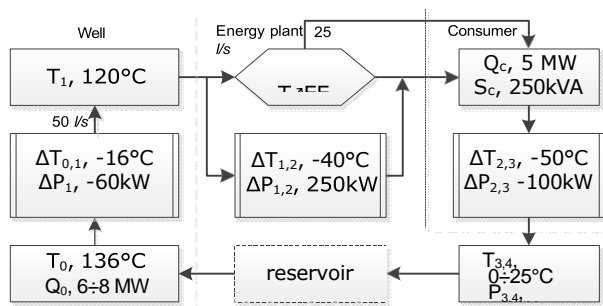 Well
Energy plant
25
l/s
Consumer
T₁, 120°C
Qc, 5 MW
Sc, 250kVA
50 l/s
ΔT₀,₁, -16°C
ΔP₁, -60kW
ΔT₁,₂, -40°C
ΔP₁,₂, 250kW
ΔT₂,₃, -50°C
ΔP₂,₃ -100kW
T₀, 136°C
Q₀, 6÷8 MW
reservoir
T₃,₄,
0÷25°C
P₃.₄,